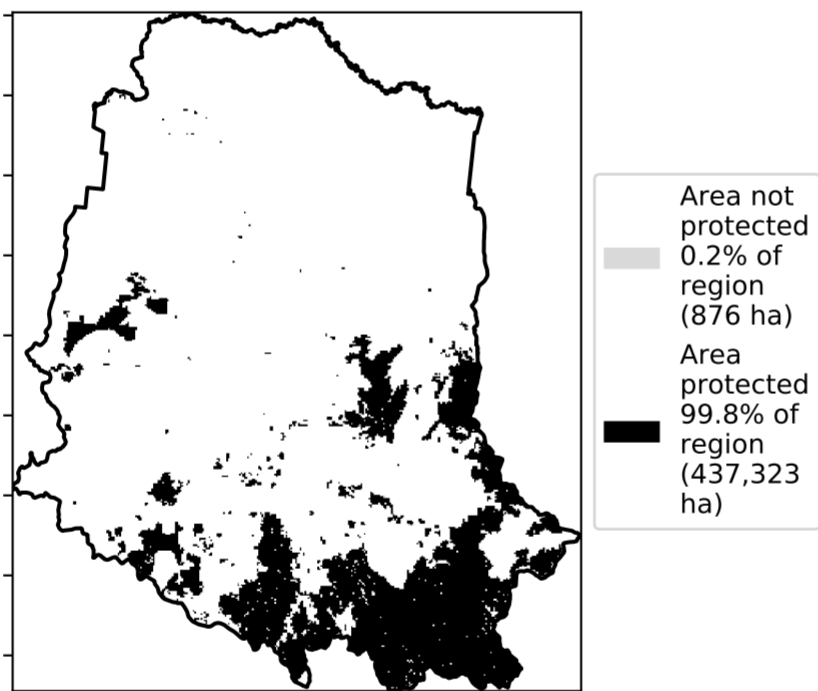 Area not
protected
0.2% of
region
(876 ha)
Area
protected
99.8% of
region
(437,323
ha)